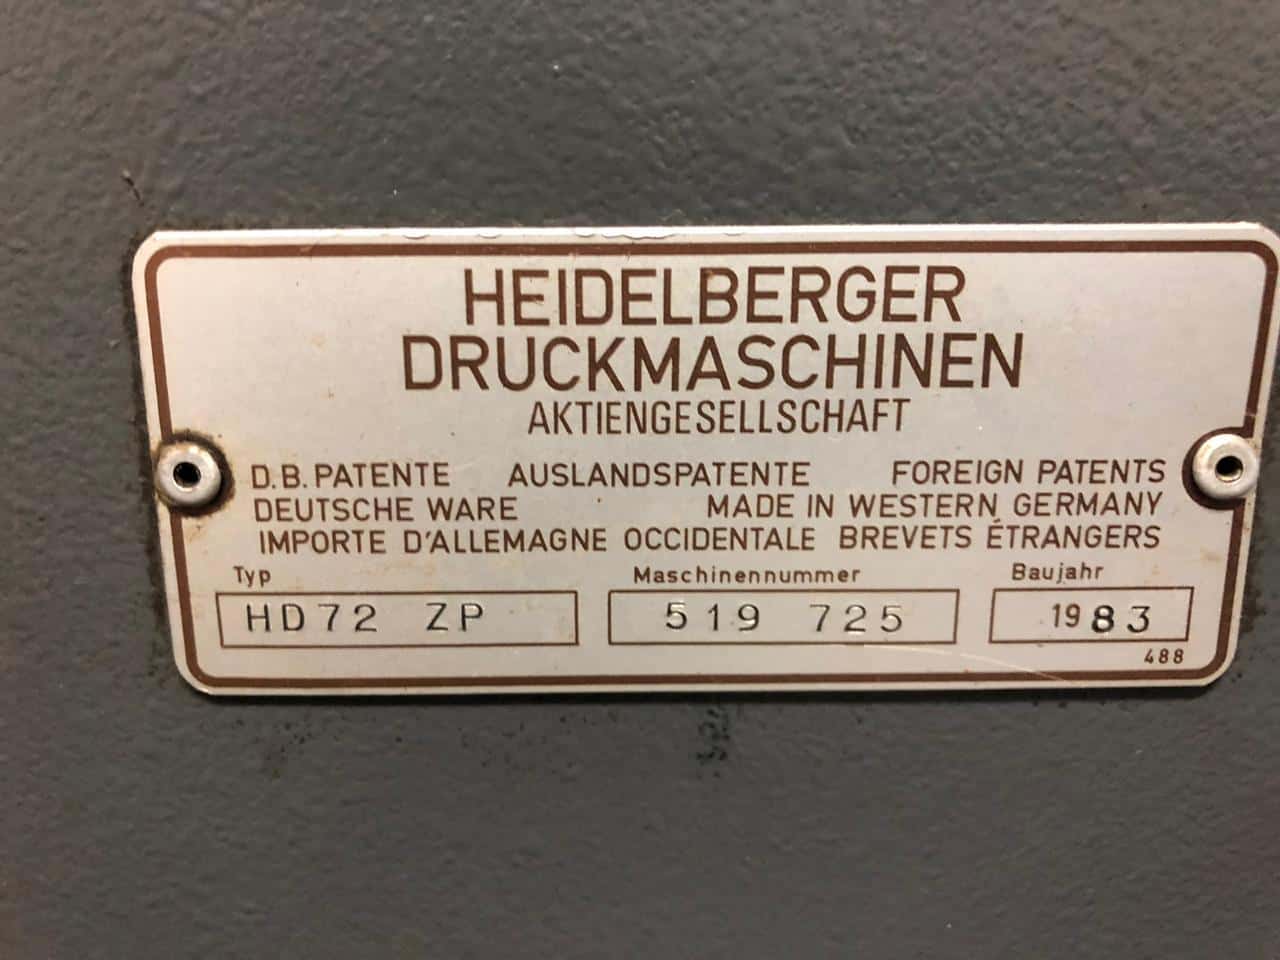 HEIDELBERGER
DRUCKMASCHINEN
AKTIENGESELLSCHAFT
D.B. PATENTE AUSLANDSPATENTE FOREIGN PATENTS
DEUTSCHE WARE MADE IN WESTERN GERMANY
IMPORTE D'ALLEMAGNE OCCIDENTALE BREVETS ÉTRANGERS
Typ Maschinennummer Baujahr
HD72 ZP 519 725 1983
488